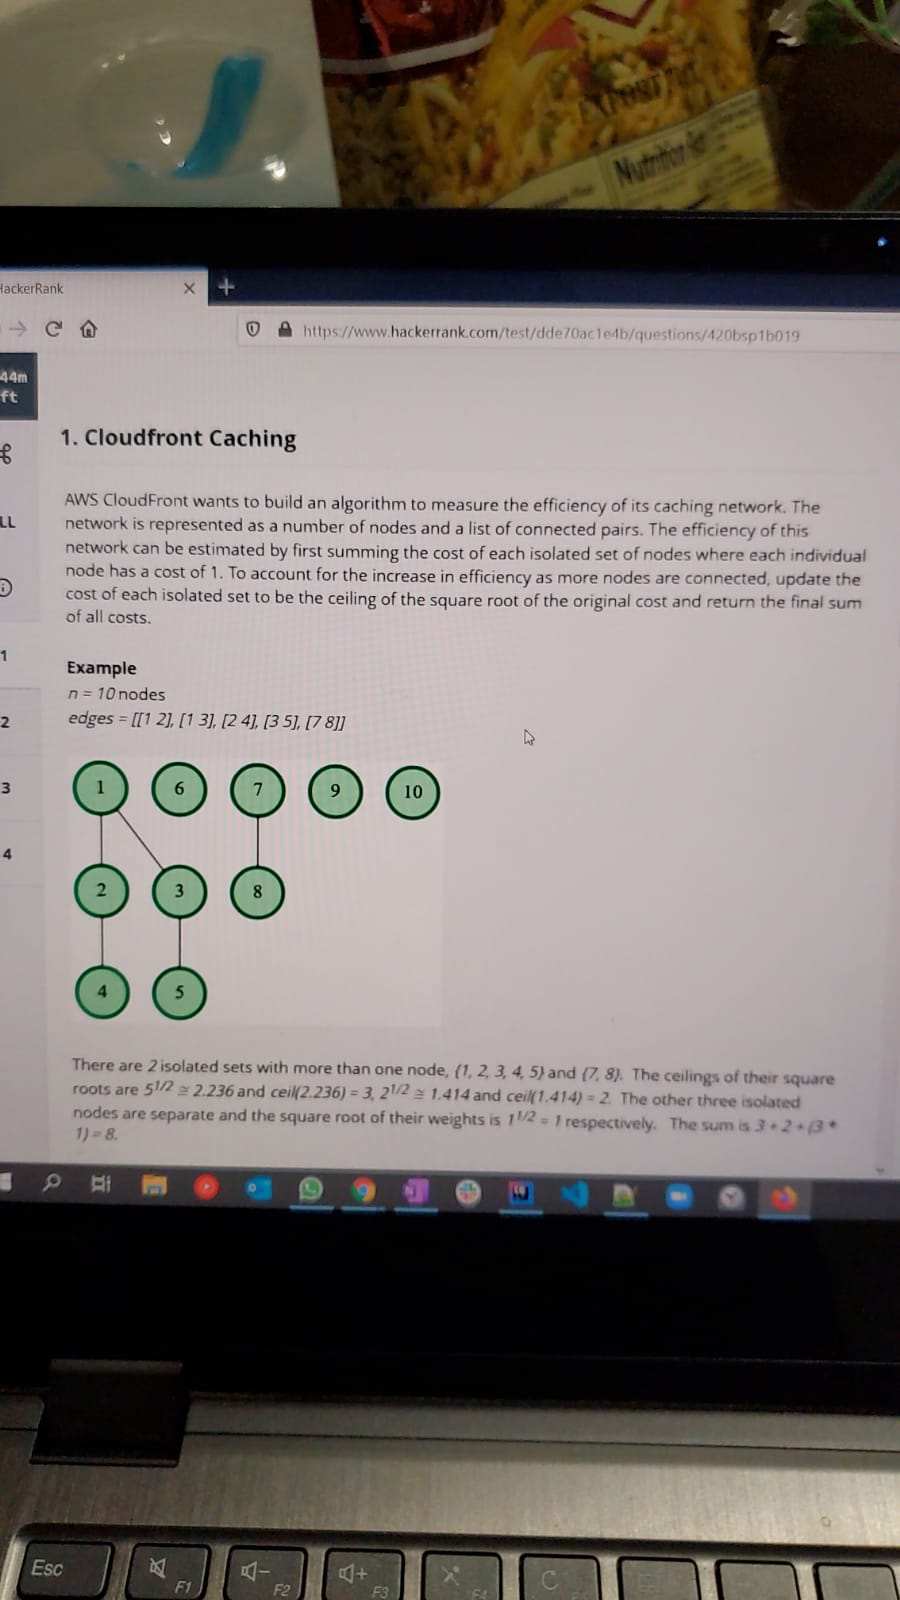 EXPORT
Nutrition
HackerRank
https://www.hackerrank.com/test/dde70ac1e4b/questions/420bsp1b019
44m
ft
LL
1
2
3
4
1. Cloudfront Caching
AWS CloudFront wants to build an algorithm to measure the efficiency of its caching network. The
network is represented as a number of nodes and a list of connected pairs. The efficiency of this
network can be estimated by first summing the cost of each isolated set of nodes where each individual
node has a cost of 1. To account for the increase in efficiency as more nodes are connected, update the
cost of each isolated set to be the ceiling of the square root of the original cost and return the final sum
of all costs.
Example
n = 10 nodes
edges = [[1 2], [1 3], [2 4], [3 5], [7 8]]
1 6 7 9 10
2 3 8
4 5
There are 2 isolated sets with more than one node, {1, 2, 3, 4, 5} and {7, 8}. The ceilings of their square
roots are 5^1/2 ≅ 2.236 and ceil(2.236) = 3, 2^1/2 ≅ 1.414 and ceil(1.414) = 2. The other three isolated
nodes are separate and the square root of their weights is 1^1/2 = 1 respectively. The sum is 3 + 2 + (3 *
1) = 8.
Esc
F1
F2
F3
F4